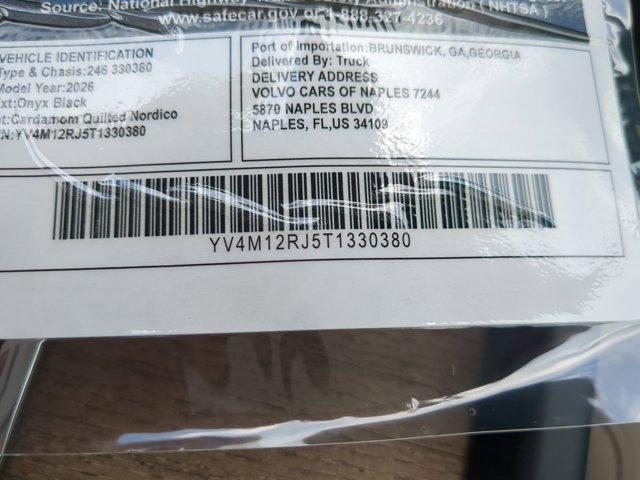 Source: National Highway Traffic Safety Administration (NHTSA)
www.safecar.gov or 1-888-327-4236
VEHICLE IDENTIFICATION
Type & Chassis:246 330380
Model Year:2026
Ext:Onyx Black
Cardamom Quilted Nordico
N:YV4M12RJ5T1330380
Port of Importation:BRUNSWICK, GA,GEORGIA
Delivered By: Truck
DELIVERY ADDRESS
VOLVO CARS OF NAPLES 7244
5870 NAPLES BLVD
NAPLES, FL,US 34109
YV4M12RJ5T1330380